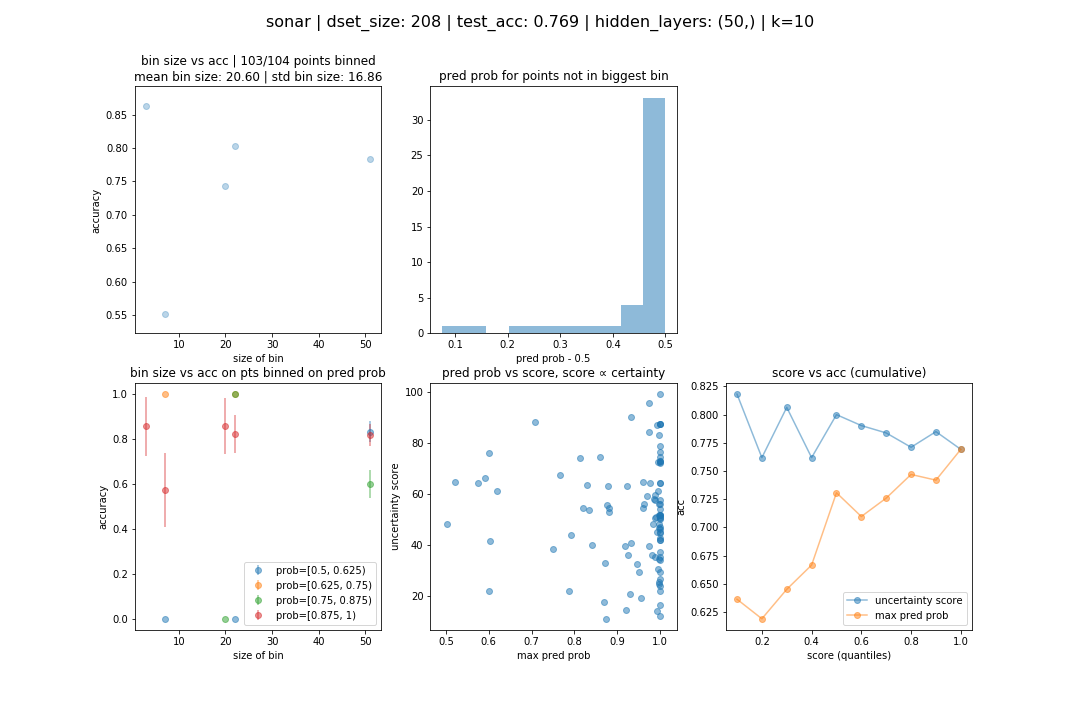 sonar | dset_size: 208 | test_acc: 0.769 | hidden_layers: (50,) | k=10
bin size vs acc | 103/104 points binned
mean bin size: 20.60 | std bin size: 16.86
0.85
0.80
0.75
0.70
0.65
0.60
0.55
accuracy
10
20
30
40
50
size of bin
pred prob for points not in biggest bin
30
25
20
15
10
5
0
0.1
0.2
0.3
0.4
0.5
pred prob - 0.5
bin size vs acc on pts binned on pred prob
1.0
0.8
0.6
0.4
0.2
0.0
accuracy
prob=[0.5, 0.625)
prob=[0.625, 0.75)
prob=[0.75, 0.875)
prob=[0.875, 1)
10
20
30
40
50
size of bin
pred prob vs score, score ∝ certainty
100
80
60
40
20
uncertainty score
0.5
0.6
0.7
0.8
0.9
1.0
max pred prob
score vs acc (cumulative)
0.825
0.800
0.775
0.750
0.725
0.700
0.675
0.650
0.625
acc
uncertainty score
max pred prob
0.2
0.4
0.6
0.8
1.0
score (quantiles)